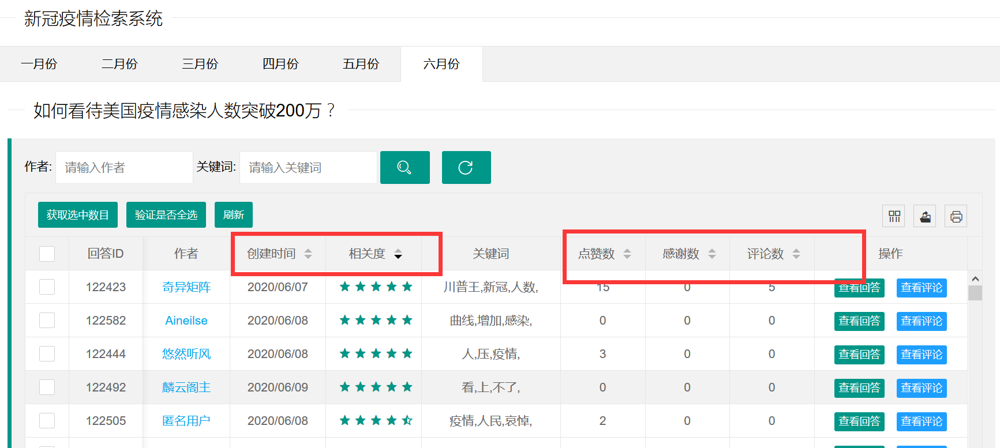 新冠疫情检索系统
一月份 二月份 三月份 四月份 五月份 六月份
如何看待美国疫情感染人数突破200万？
作者: 请输入作者 关键词: 请输入关键词
获取选中数目 验证是否全选 刷新
回答ID 作者 创建时间 相关度 关键词 点赞数 感谢数 评论数 操作
122423 奇异矩阵 2020/06/07 川普王,新冠,人数, 15 0 5 查看回答 查看评论
122582 Aineilse 2020/06/08 曲线,增加,感染, 0 0 0 查看回答 查看评论
122444 悠然听风 2020/06/08 人,压,疫情, 3 0 0 查看回答 查看评论
122492 麟云阁主 2020/06/09 看,上,不了, 0 0 0 查看回答 查看评论
122505 匿名用户 2020/06/08 疫情,人民,哀悼, 2 0 0 查看回答 查看评论